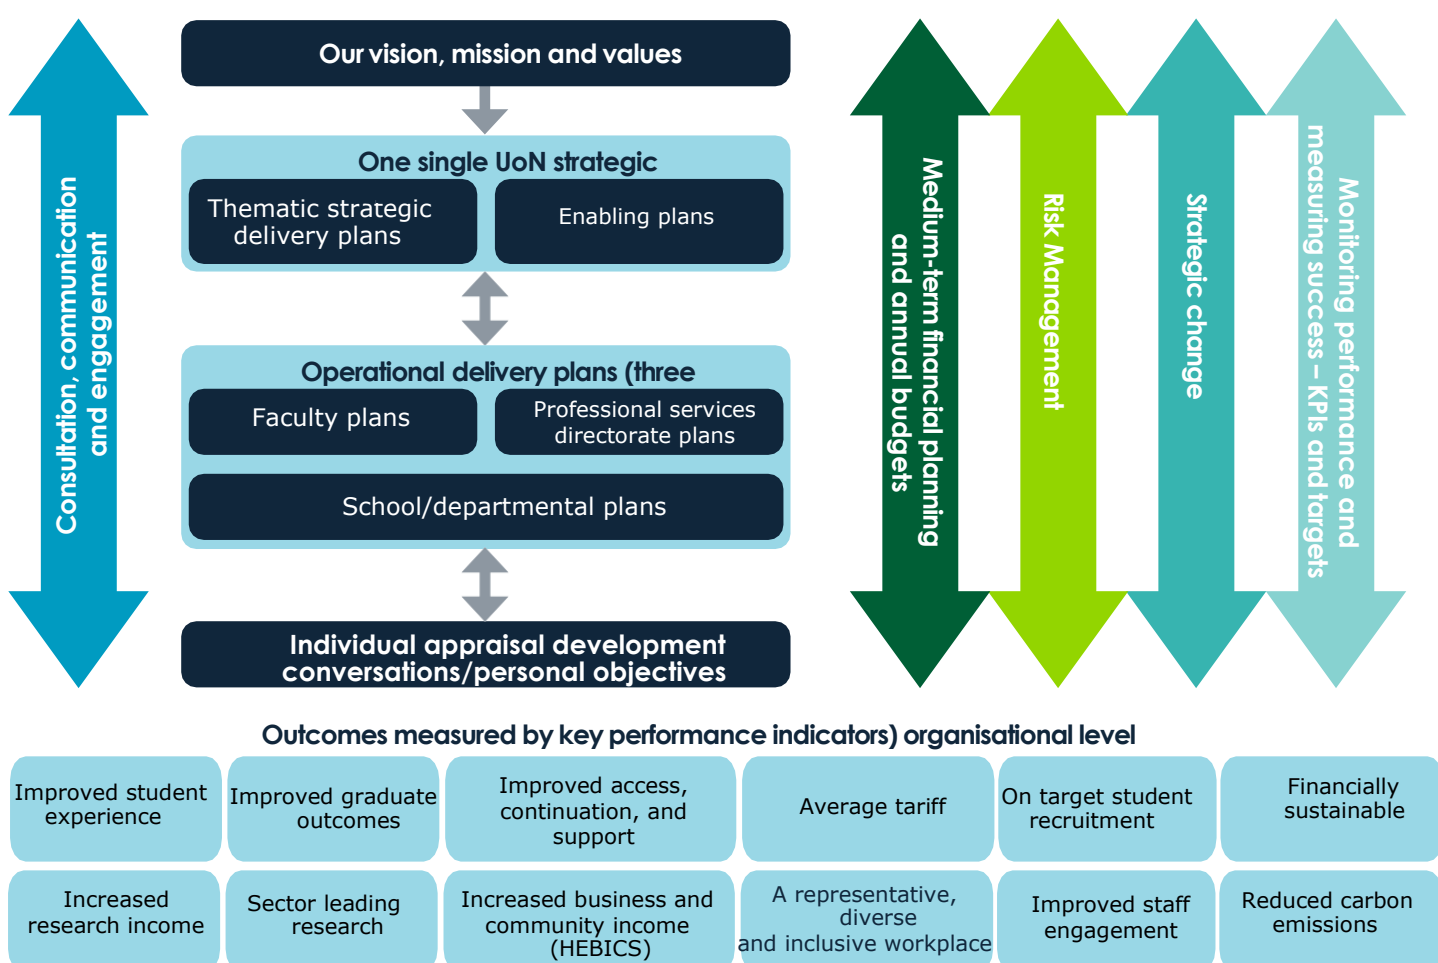 Our vision, mission and values
Consultation, communication
and engagement
One single UoN strategic
Thematic strategic
delivery plans
Enabling plans
Operational delivery plans (three
Faculty plans
Professional services
directorate plans
School/departmental plans
Individual appraisal development
conversations/personal objectives
Medium-term financial planning
and annual budgets
Risk Management
Strategic change
Monitoring performance and
measuring success – KPIs and targets
Outcomes measured by key performance indicators) organisational level
Improved student
experience
Improved graduate
outcomes
Improved access,
continuation, and
support
Average tariff
On target student
recruitment
Financially
sustainable
Increased
research income
Sector leading
research
Increased business and
community income
(HEBICS)
A representative,
diverse
and inclusive workplace
Improved staff
engagement
Reduced carbon
emissions